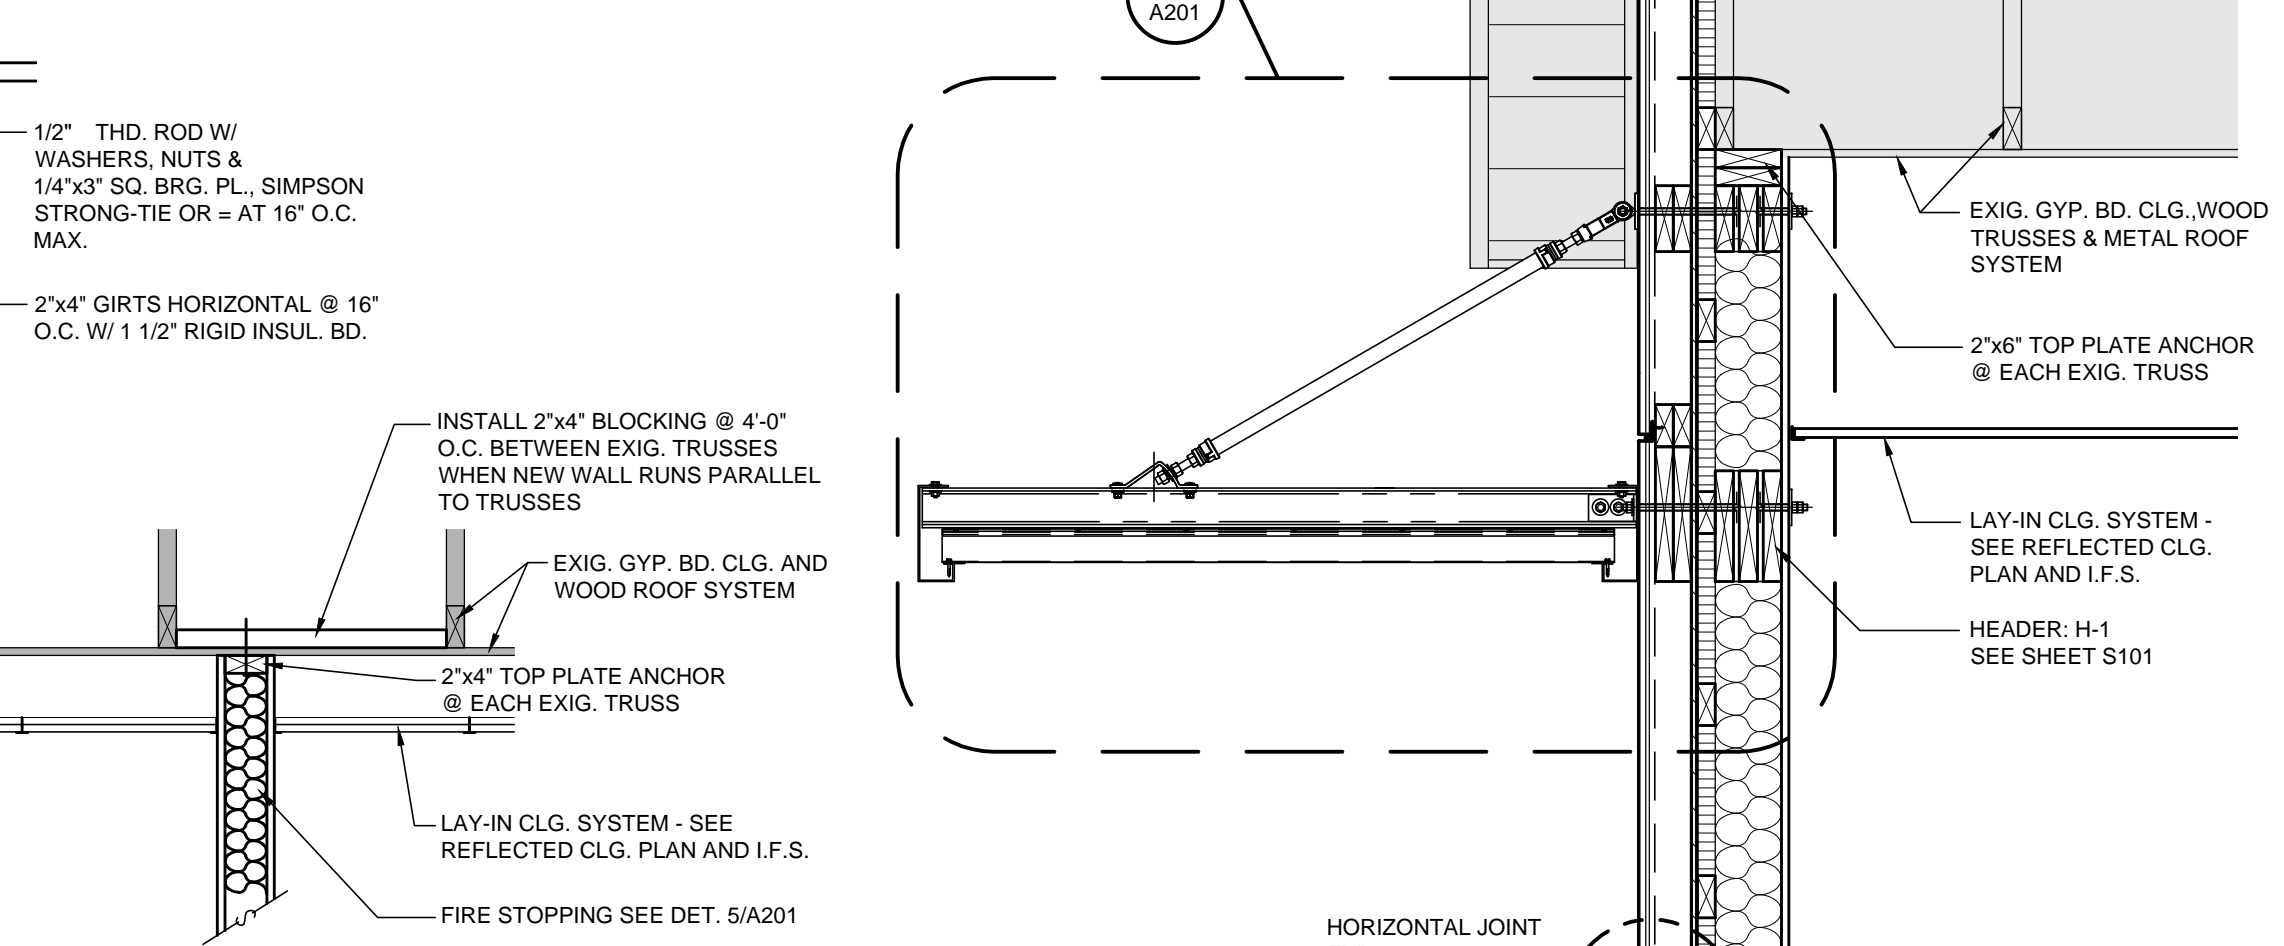 A201
1/2" THD. ROD W/
WASHERS, NUTS &
1/4"x3" SQ. BRG. PL., SIMPSON
STRONG-TIE OR = AT 16" O.C.
MAX.
2"x4" GIRTS HORIZONTAL @ 16"
O.C. W/ 1 1/2" RIGID INSUL. BD.
INSTALL 2"x4" BLOCKING @ 4'-0"
O.C. BETWEEN EXIG. TRUSSES
WHEN NEW WALL RUNS PARALLEL
TO TRUSSES
EXIG. GYP. BD. CLG. AND
WOOD ROOF SYSTEM
2"x4" TOP PLATE ANCHOR
@ EACH EXIG. TRUSS
LAY-IN CLG. SYSTEM - SEE
REFLECTED CLG. PLAN AND I.F.S.
FIRE STOPPING SEE DET. 5/A201
EXIG. GYP. BD. CLG.,WOOD
TRUSSES & METAL ROOF
SYSTEM
2"x6" TOP PLATE ANCHOR
@ EACH EXIG. TRUSS
LAY-IN CLG. SYSTEM -
SEE REFLECTED CLG.
PLAN AND I.F.S.
HEADER: H-1
SEE SHEET S101
HORIZONTAL JOINT